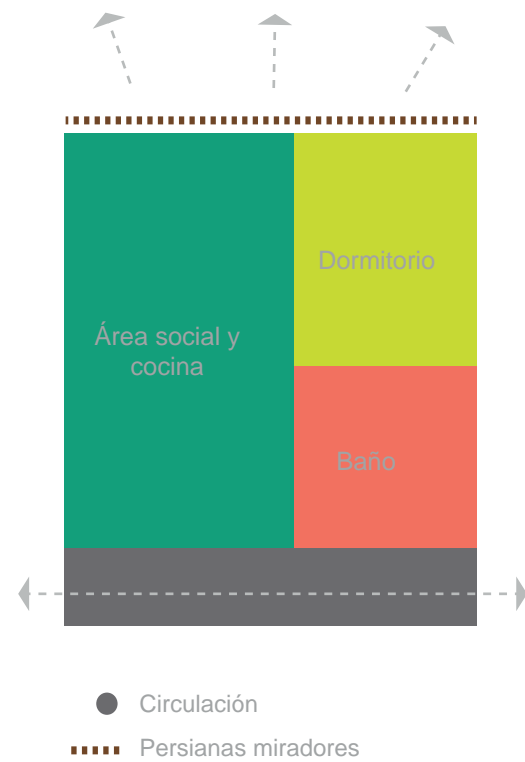 Dormitorio
Área social y
cocina
Baño
Circulación
Persianas miradores